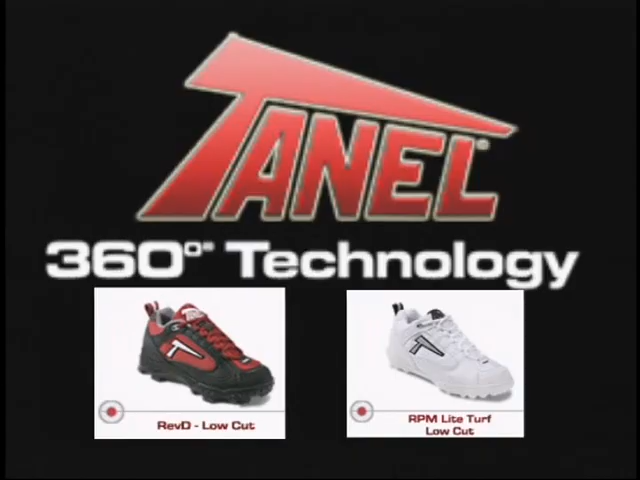 TANEL®
360° Technology
RevD - Low Cut
RPM Lite Turf
Low Cut